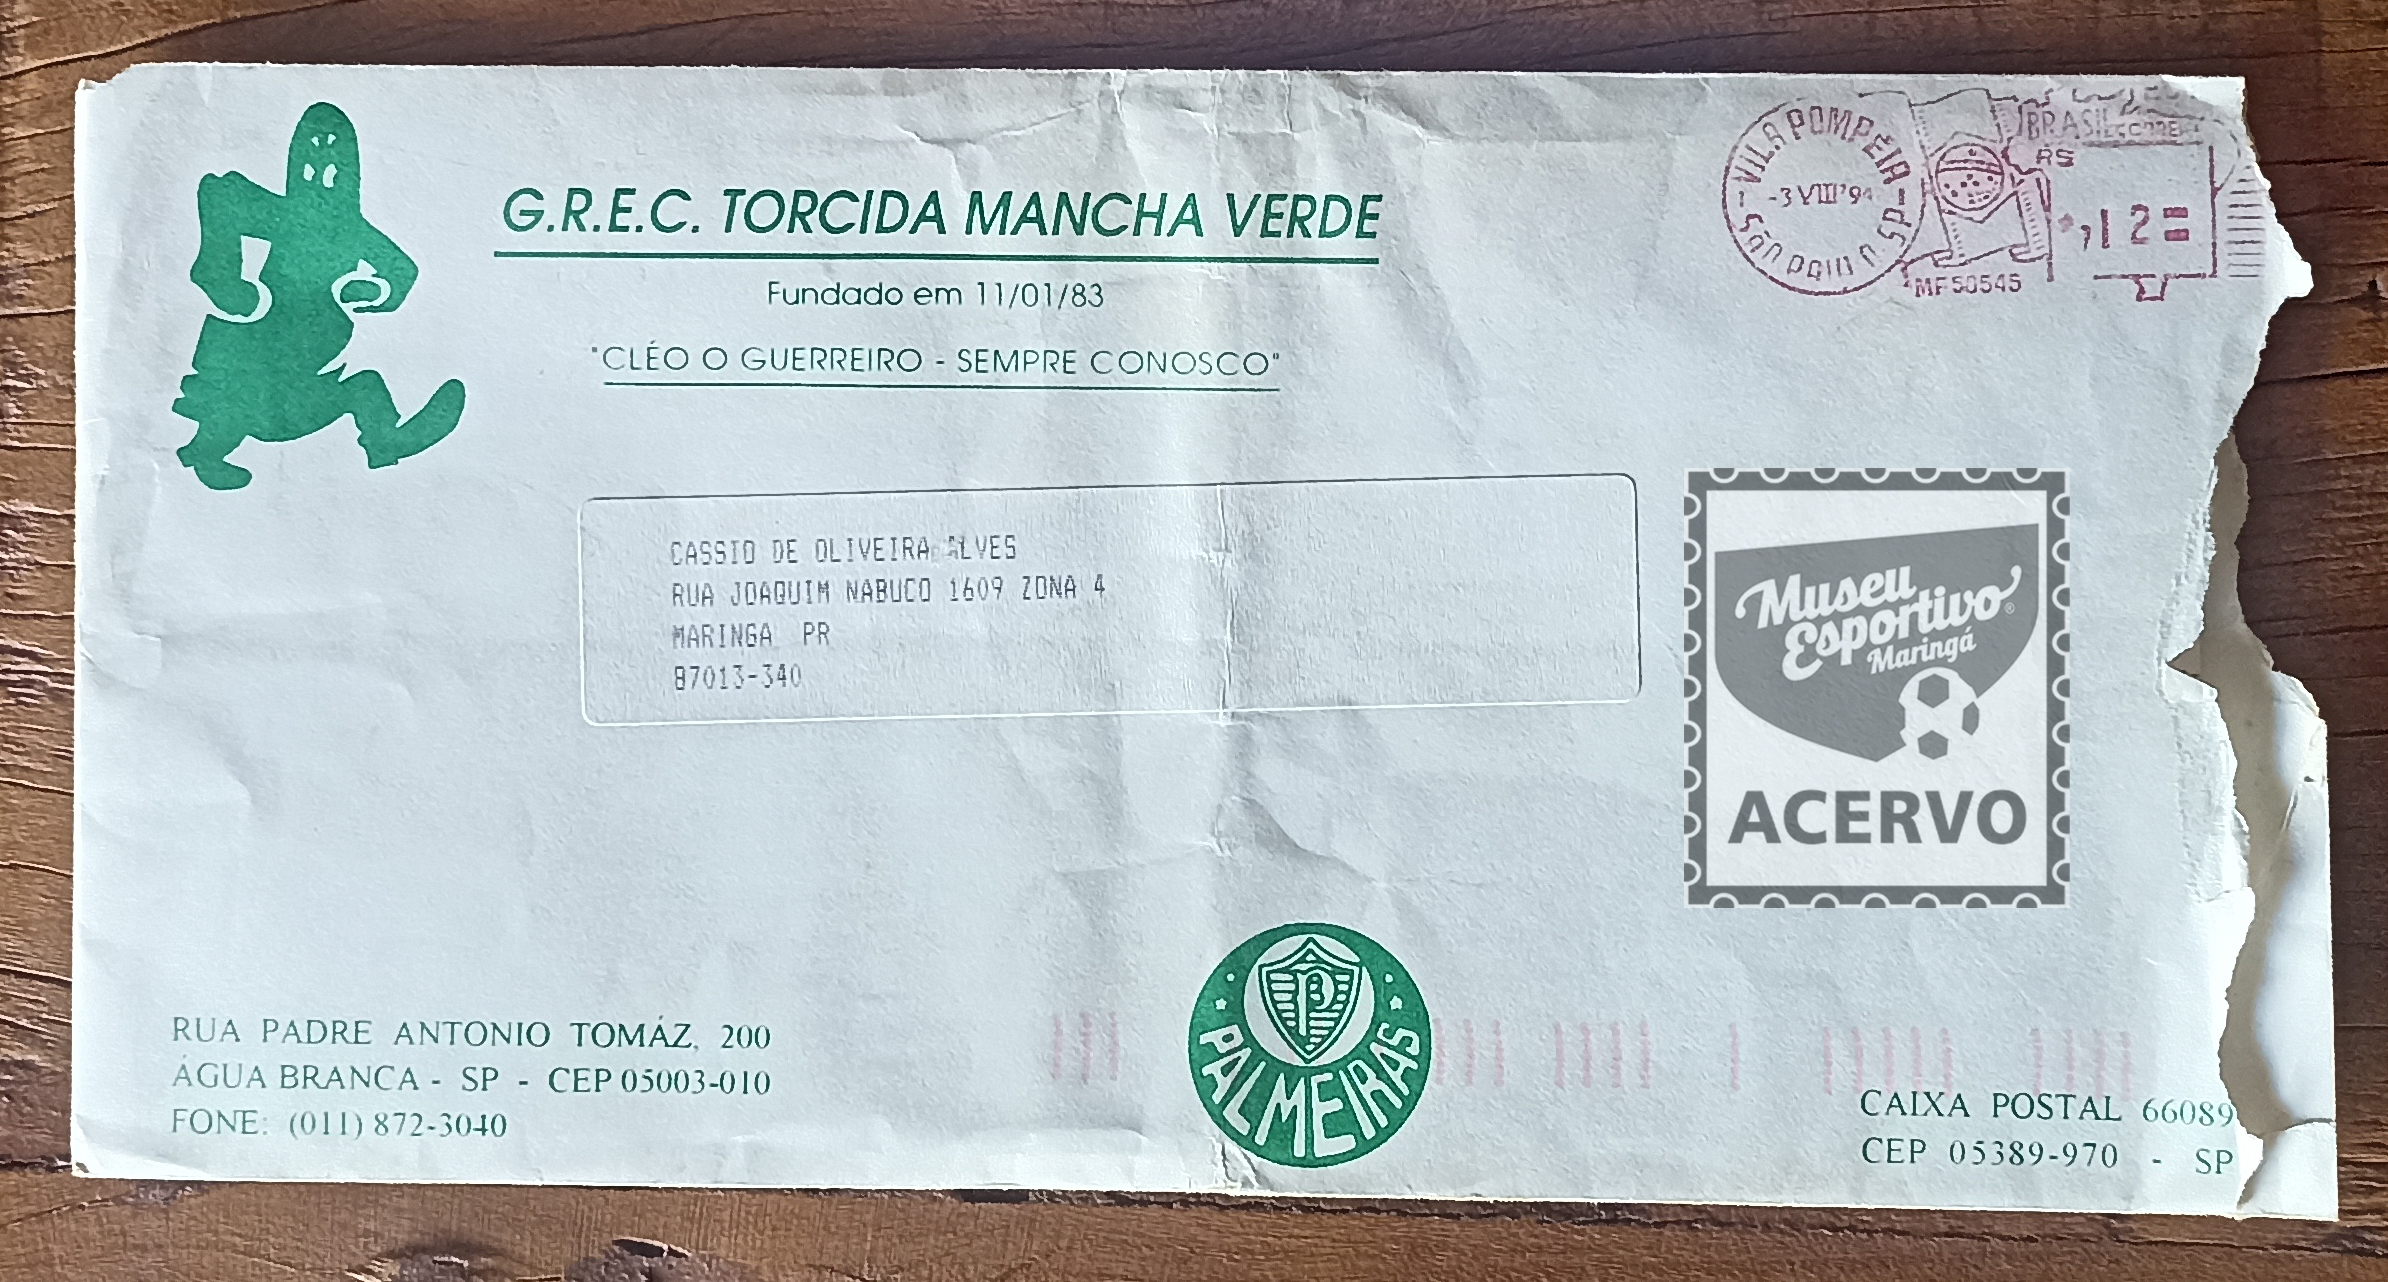 G.R.E.C. TORCIDA MANCHA VERDE
Fundado em 11/01/83
"CLÉO O GUERREIRO - SEMPRE CONOSCO"
VILA POMPÉIA
-3 VIII '94
SÃO PAULO SP
BRASIL CORREIO
R$
,12=
MF50545
CASSIO DE OLIVEIRA ALVES
RUA JOAQUIM NABUCO 1609 ZONA 4
MARINGA PR
87013-340
Museu
Esportivo®
Maringá
ACERVO
PALMEIRAS
RUA PADRE ANTONIO TOMÁZ, 200
ÁGUA BRANCA - SP - CEP 05003-010
FONE: (011) 872-3040
CAIXA POSTAL 66089
CEP 05389-970 - SP